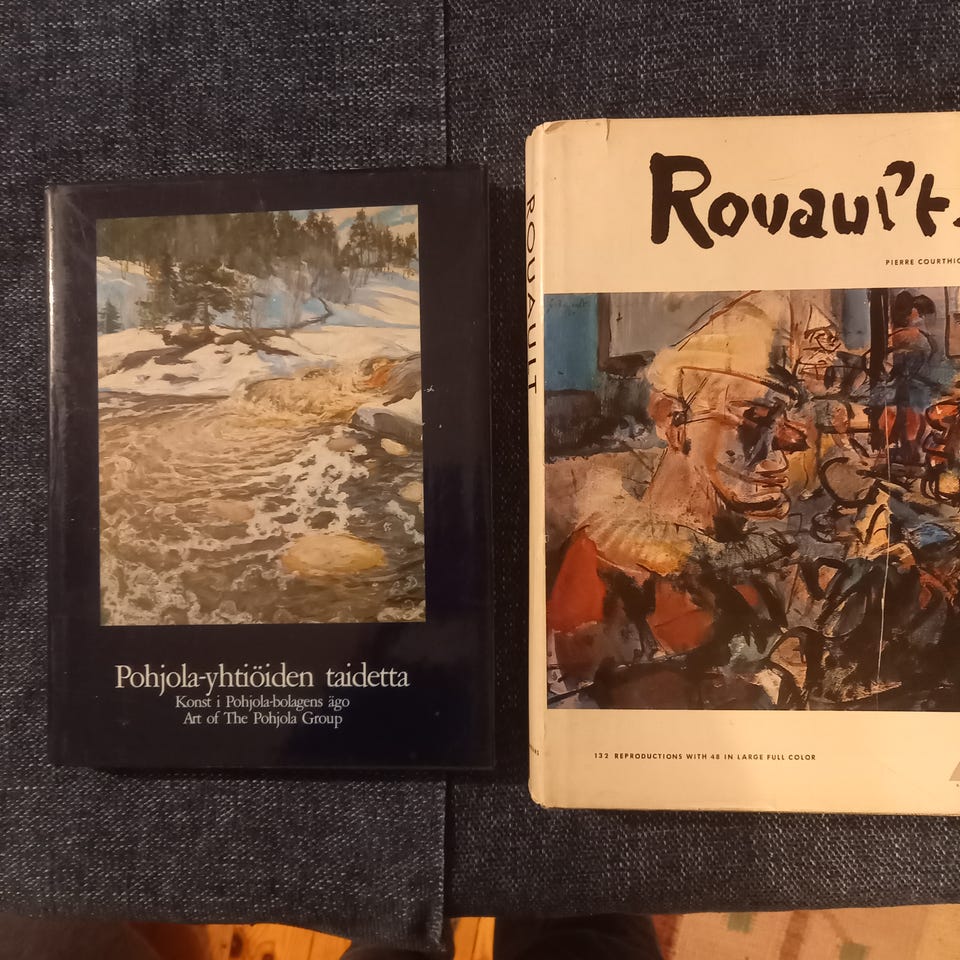 Pohjola-yhtiöiden taidetta
Konst i Pohjola-bolagens ägo
Art of The Pohjola Group
ROUAULT
Rouault
PIERRE COURTHIO
132 REPRODUCTIONS WITH 48 IN LARGE FULL COLOR